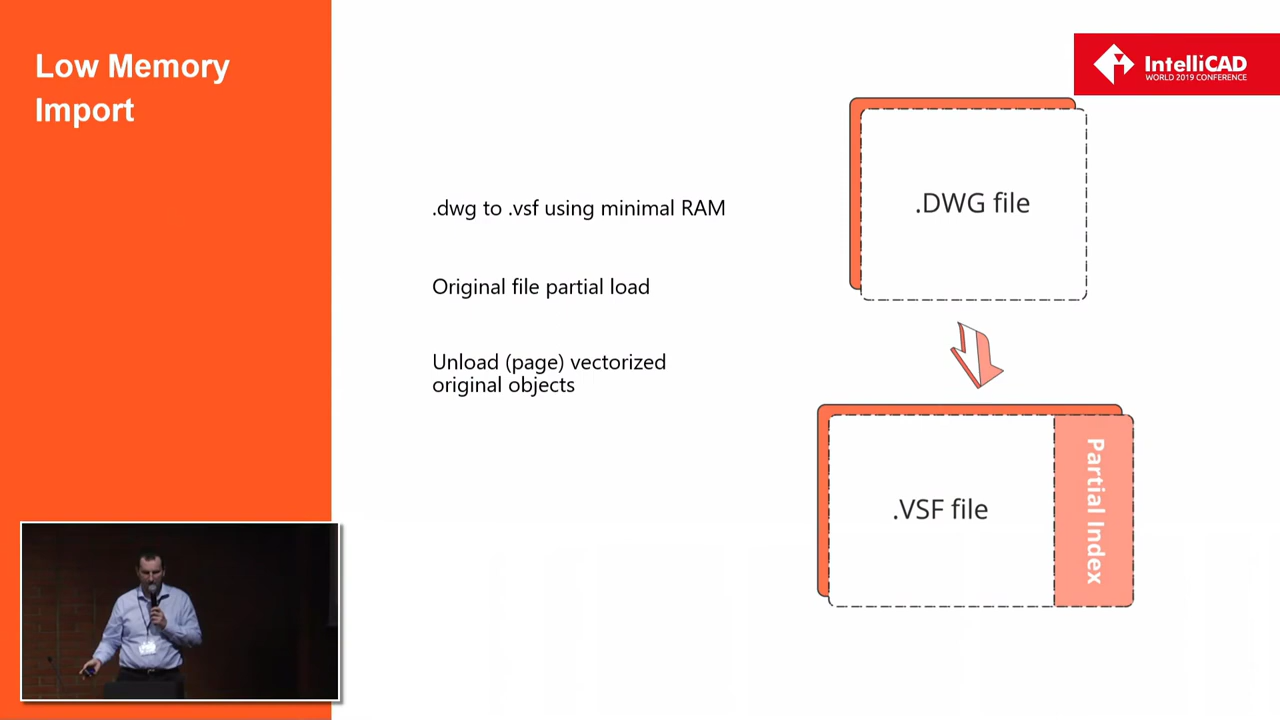 Low Memory
Import
IntelliCAD
WORLD 2019 CONFERENCE
.dwg to .vsf using minimal RAM
Original file partial load
Unload (page) vectorized
original objects
.DWG file
.VSF file
Partial Index